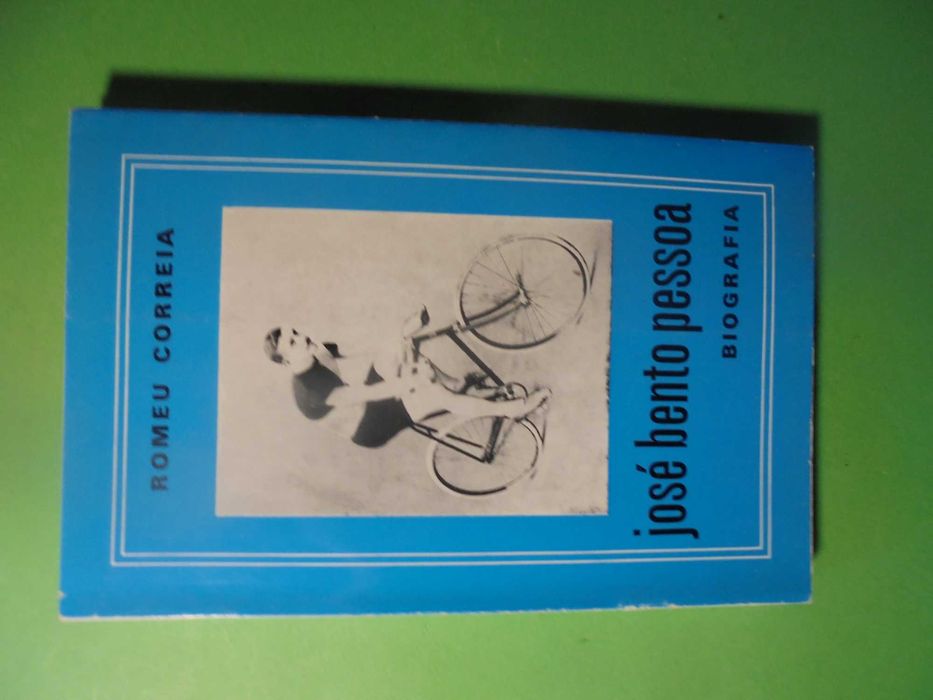 ROMEU CORREIA
josé bento pessoa
BIOGRAFIA